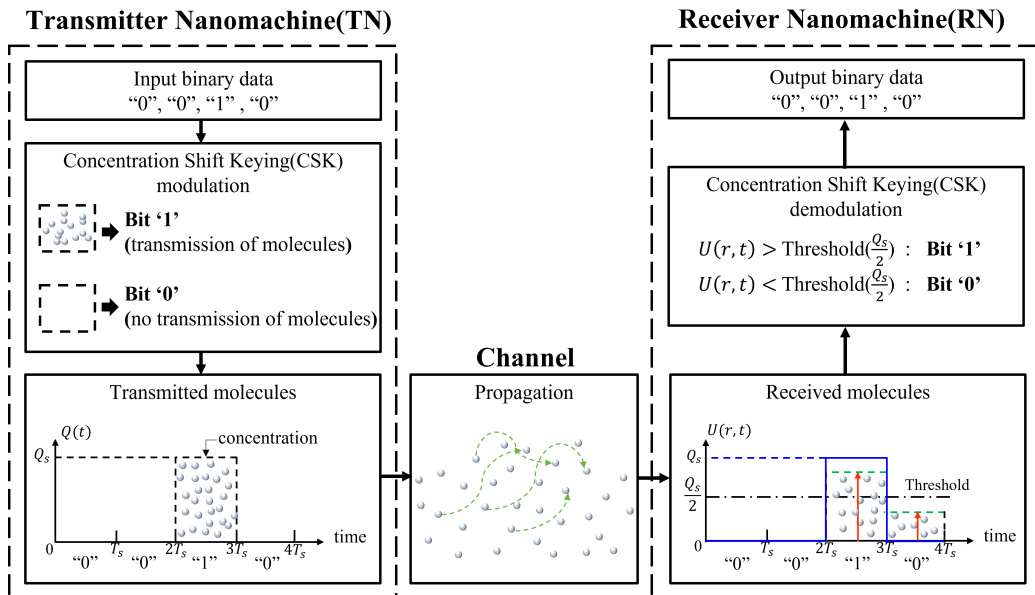 Transmitter Nanomachine(TN)
Input binary data
“0”, “0”, “1” , “0”
Concentration Shift Keying(CSK)
modulation
Bit ‘1’
(transmission of molecules)
Bit ‘0’
(no transmission of molecules)
Transmitted molecules
Q(t)
concentration
Q_s
0
T_s
2T_s
3T_s
4T_s
time
“0”
“0”
“1”
“0”
Channel
Propagation
Receiver Nanomachine(RN)
Output binary data
“0”, “0”, “1” , “0”
Concentration Shift Keying(CSK)
demodulation
U(r, t) > Threshold(Q_s/2) : Bit ‘1’
U(r, t) < Threshold(Q_s/2) : Bit ‘0’
Received molecules
U(r, t)
Q_s
Q_s/2
Threshold
0
T_s
2T_s
3T_s
4T_s
time
“0”
“0”
“1”
“0”